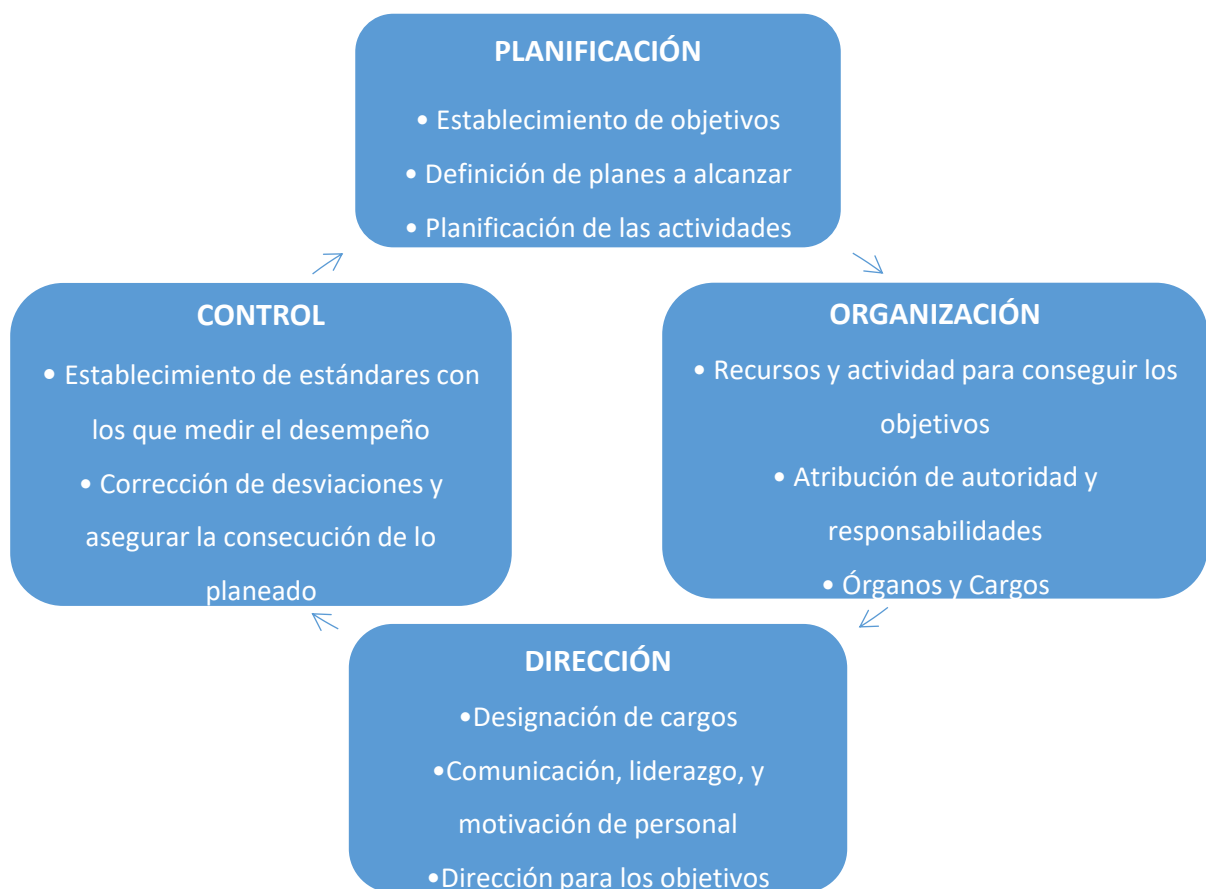 PLANIFICACIÓN
• Establecimiento de objetivos
• Definición de planes a alcanzar
• Planificación de las actividades
CONTROL
• Establecimiento de estándares con
los que medir el desempeño
• Corrección de desviaciones y
asegurar la consecución de lo
planeado
ORGANIZACIÓN
• Recursos y actividad para conseguir los
objetivos
• Atribución de autoridad y
responsabilidades
• Órganos y Cargos
DIRECCIÓN
•Designación de cargos
•Comunicación, liderazgo, y
motivación de personal
•Dirección para los objetivos